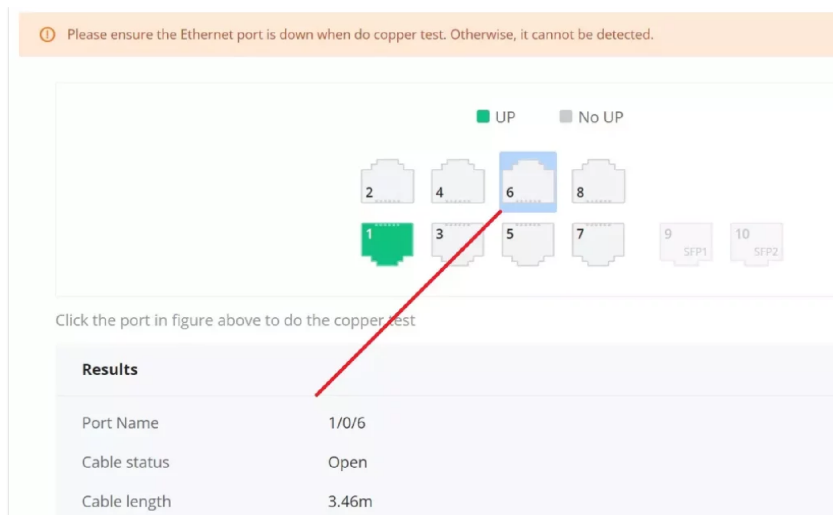 Please ensure the Ethernet port is down when do copper test. Otherwise, it cannot be detected.
UP No UP
2 4 6 8
1 3 5 7 9 10
SFP1 SFP2
Click the port in figure above to do the copper test
Results
Port Name 1/0/6
Cable status Open
Cable length 3.46m